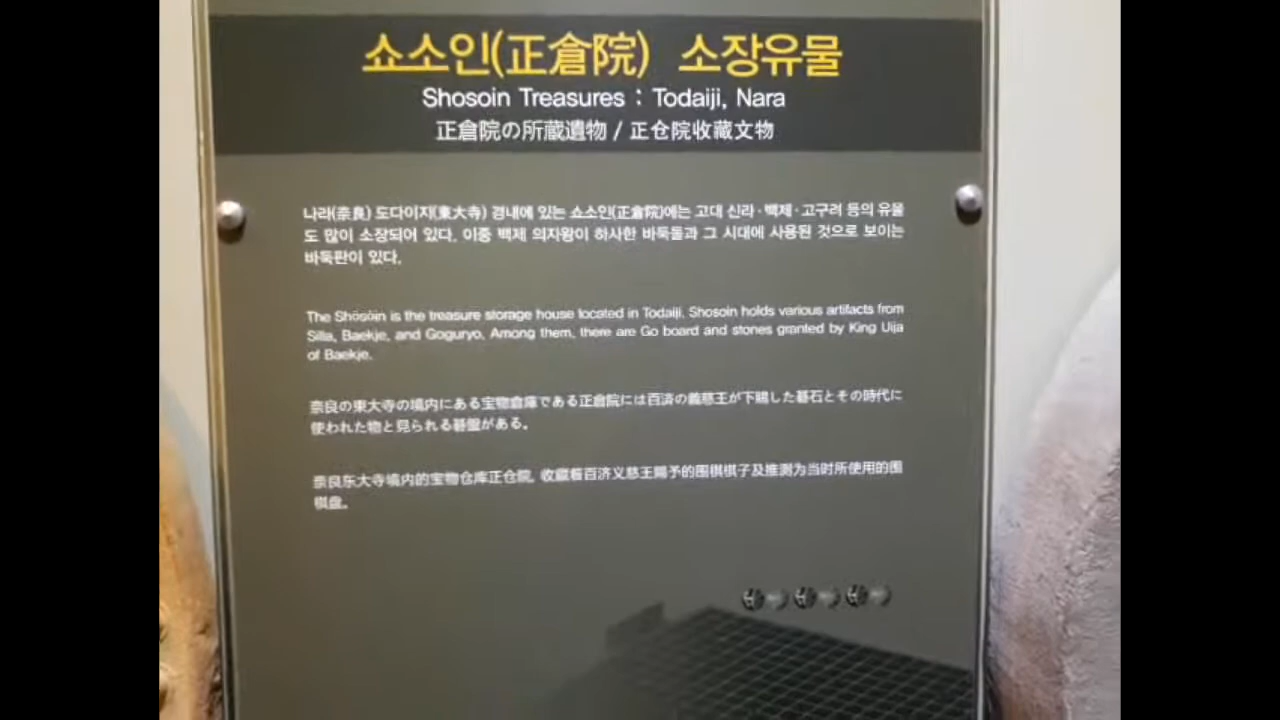 쇼소인(正倉院) 소장유물
Shosoin Treasures : Todaiji, Nara
正倉院の所蔵遺物 / 正仓院收藏文物
나라(奈良) 도다이지(東大寺) 경내에 있는 쇼소인(正倉院)에는 고대 신라·백제·고구려 등의 유물
도 많이 소장되어 있다. 이중 백제 의자왕이 하사한 바둑돌과 그 시대에 사용된 것으로 보이는
바둑판이 있다.
The Shōsōin is the treasure storage house located in Todaiji. Shosoin holds various artifacts from
Silla, Baekje, and Goguryo. Among them, there are Go board and stones granted by King Uija
of Baekje.
奈良の東大寺の境内にある宝物倉庫である正倉院には百済の義慈王が下賜した碁石とその時代に
使われた物と見られる碁盤がある。
奈良东大寺境内的宝物仓库正仓院, 收藏着百济义慈王赐予的围棋棋子及推测为当时所使用的围
棋盘。